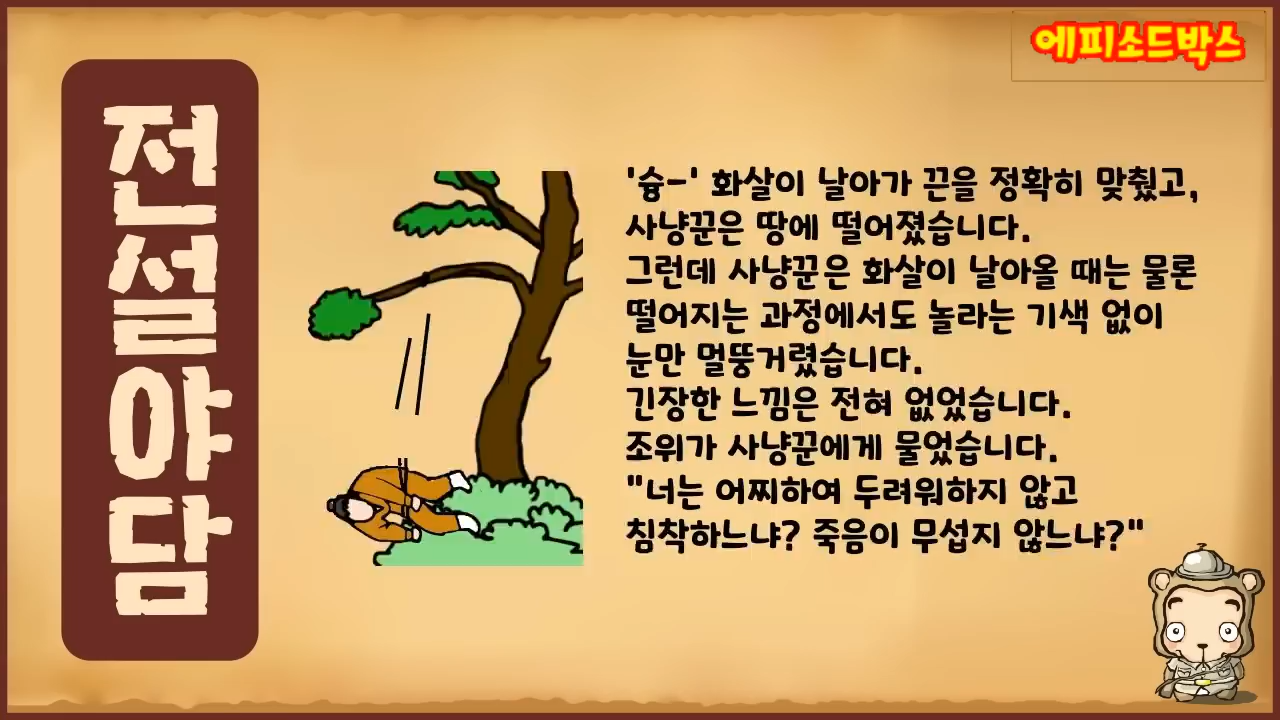 에피소드박스
전설야담
'슝-' 화살이 날아가 끈을 정확히 맞췄고,
사냥꾼은 땅에 떨어졌습니다.
그런데 사냥꾼은 화살이 날아올 때는 물론
떨어지는 과정에서도 놀라는 기색 없이
눈만 멀뚱거렸습니다.
긴장한 느낌은 전혀 없었습니다.
조위가 사냥꾼에게 물었습니다.
"너는 어찌하여 두려워하지 않고
침착하느냐? 죽음이 무섭지 않느냐?"